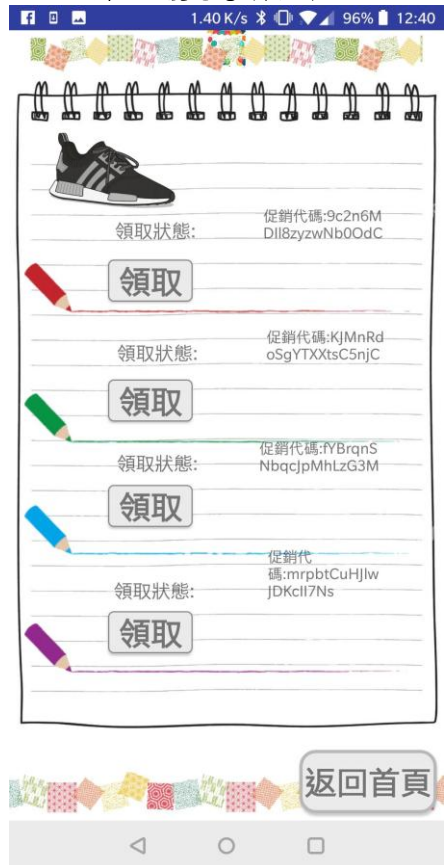 1.40 K/s 96% 12:40
促銷代碼:9c2n6M
領取狀態: DIl8zyzwNb0OdC
領取
促銷代碼:KJMnRd
領取狀態: oSgYTXXtsC5njC
領取
促銷代碼:fYBrqnS
領取狀態: NbqcJpMhLzG3M
領取
促銷代
碼:mrpbtCuHJlw
領取狀態: JDKcII7Ns
領取
返回首頁